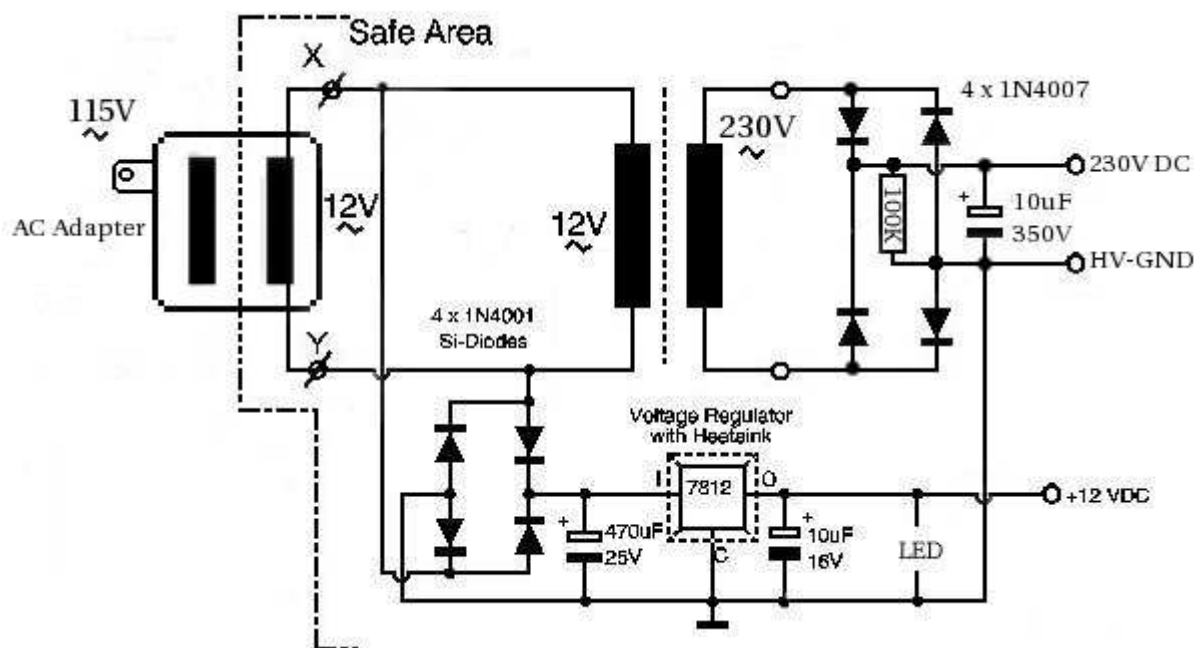 Safe Area
X
115V
~
AC Adapter
12V
~
12V
~
230V
~
4 x 1N4007
230V DC
100K
+
10uF
350V
HV-GND
Y
4 x 1N4001
Si-Diodes
Voltage Regulator
with Heatsink
I
7812
O
C
+
470uF
25V
+
10uF
16V
LED
+12 VDC